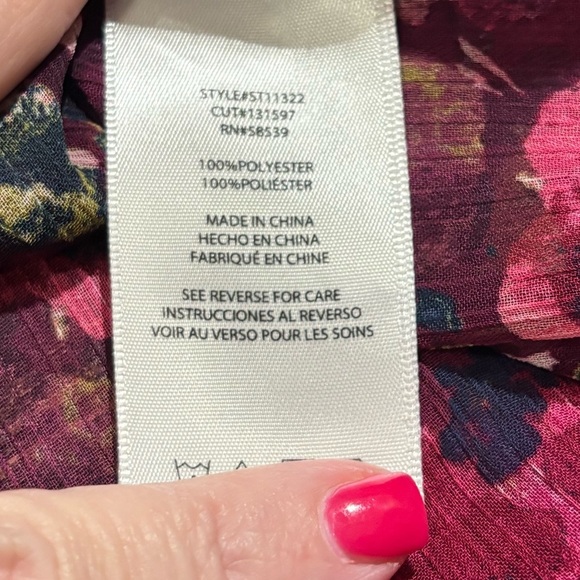 STYLE#ST11322
CUT#131597
RN#58539
100%POLYESTER
100%POLIÉSTER
MADE IN CHINA
HECHO EN CHINA
FABRIQUÉ EN CHINE
SEE REVERSE FOR CARE
INSTRUCCIONES AL REVERSO
VOIR AU VERSO POUR LES SOINS